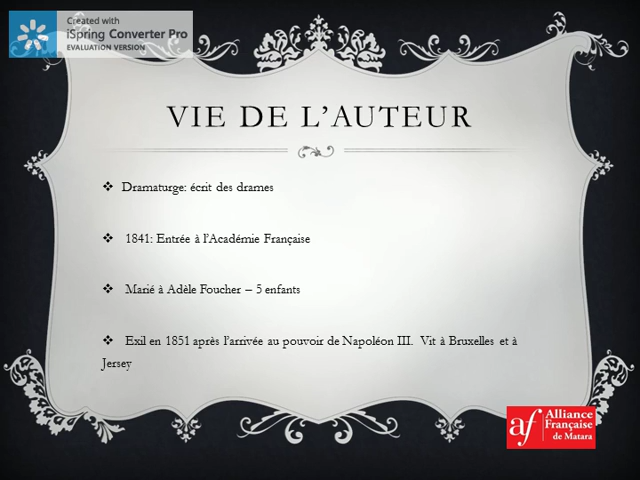 Created with
iSpring Converter Pro
EVALUATION VERSION
VIE DE L'AUTEUR
❖ Dramaturge: écrit des drames
❖ 1841: Entrée à l'Académie Française
❖ Marié à Adèle Foucher – 5 enfants
❖ Exil en 1851 après l'arrivée au pouvoir de Napoléon III. Vit à Bruxelles et à
Jersey
af Alliance
Française
de Matara